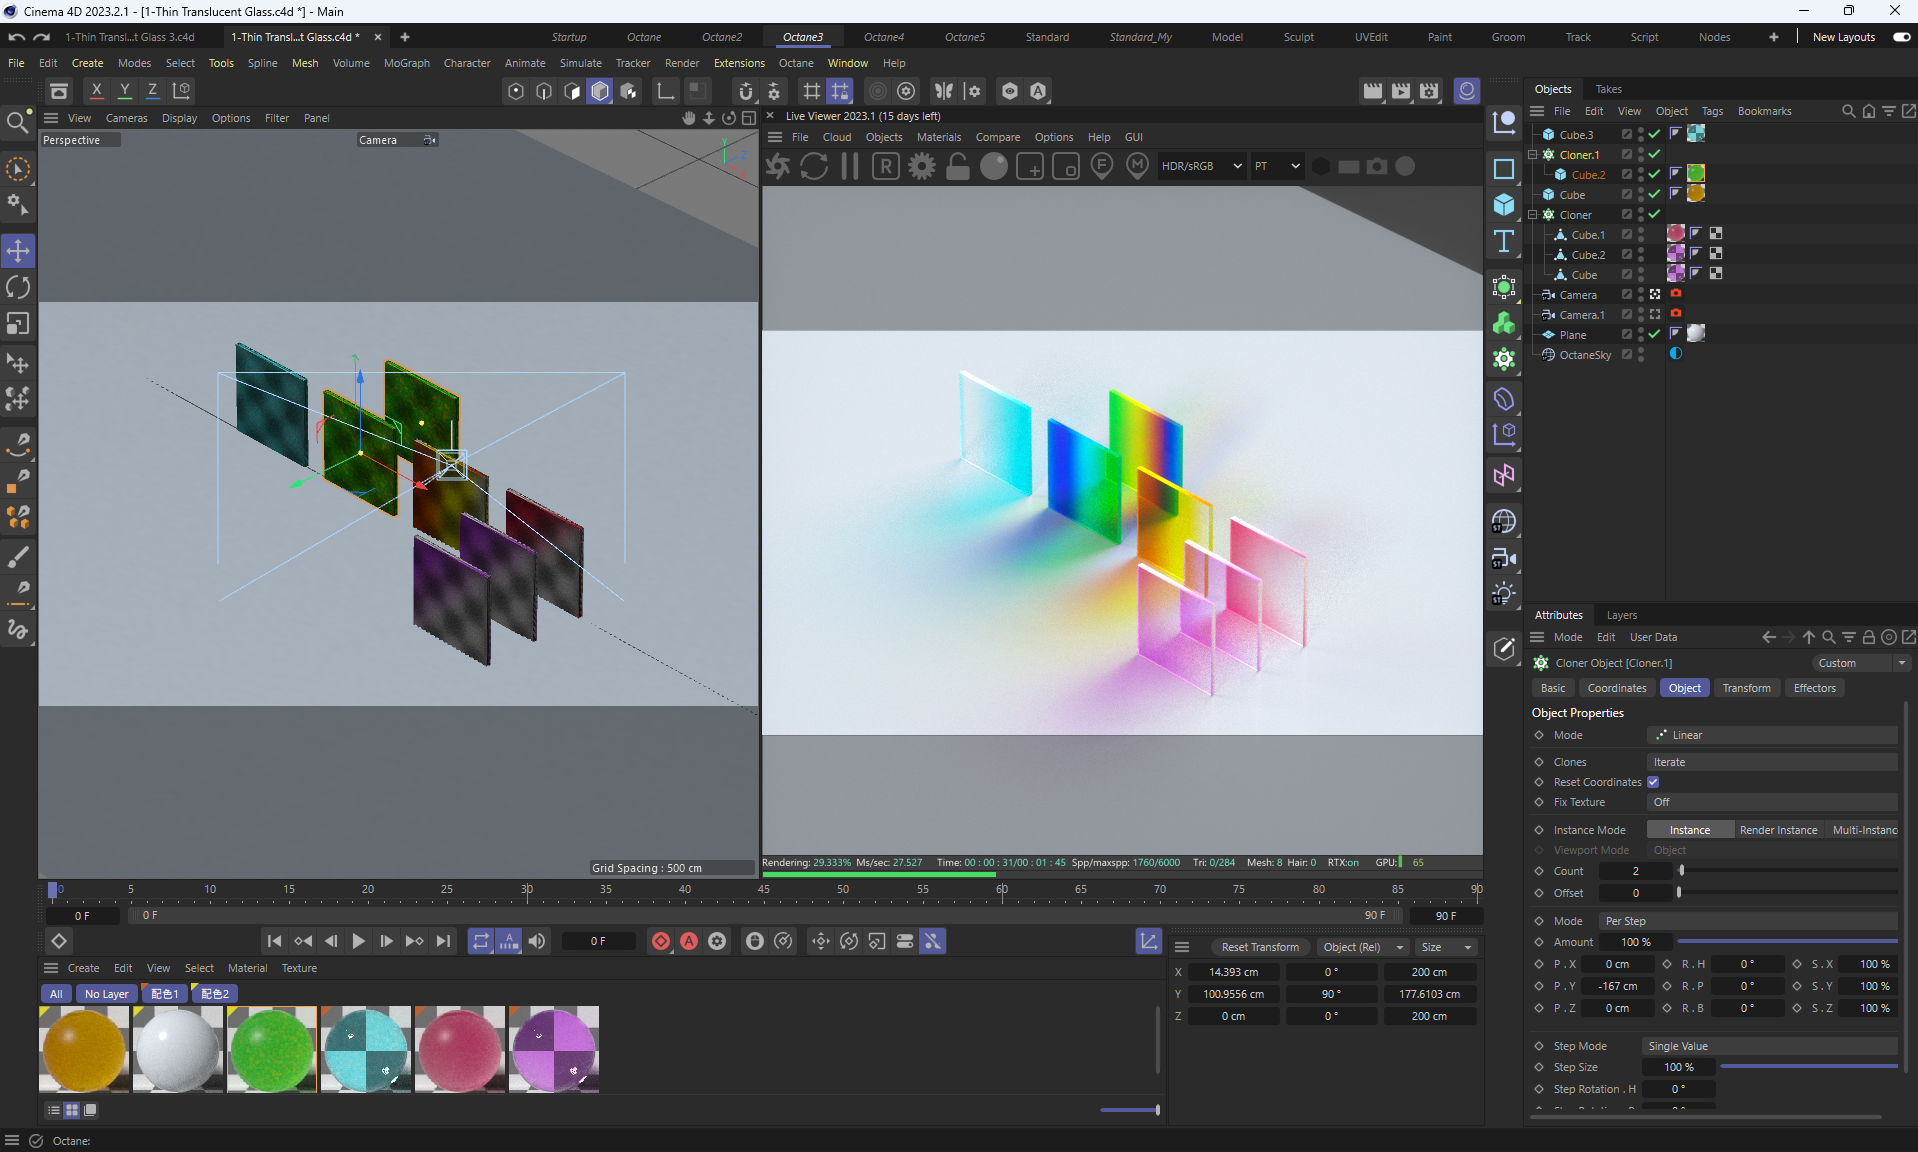 Cinema 4D 2023.2.1 - [1-Thin Translucent Glass.c4d *] - Main
1-Thin Transl...t Glass 3.c4d
1-Thin Transl...t Glass.c4d *
Startup Octane Octane2 Octane3 Octane4 Octane5 Standard Standard_My Model Sculpt UVEdit Paint Groom Track Script Nodes
New Layouts
File Edit Create Modes Select Tools Spline Mesh Volume MoGraph Character Animate Simulate Tracker Render Extensions Octane Window Help
X Y Z
View Cameras Display Options Filter Panel
Perspective
Camera
Grid Spacing : 500 cm
Live Viewer 2023.1 (15 days left)
File Cloud Objects Materials Compare Options Help GUI
HDR/sRGB
PT
Rendering: 29.333% Ms/sec: 27.527 Time: 00 : 00 : 31/00 : 01 : 45 Spp/maxspp: 1760/6000 Tri: 0/284 Mesh: 8 Hair: 0 RTX:on GPU: 65
Objects Takes
File Edit View Object Tags Bookmarks
Cube.3
Cloner.1
Cube.2
Cube
Cloner
Cube.1
Cube.2
Cube
Camera
Camera.1
Plane
OctaneSky
Attributes Layers
Mode Edit User Data
Cloner Object [Cloner.1]
Custom
Basic Coordinates Object Transform Effectors
Object Properties
Mode Linear
Clones Iterate
Reset Coordinates
Fix Texture Off
Instance Mode Instance Render Instance Multi-Instanc
Viewport Mode Object
Count 2
Offset 0
Mode Per Step
Amount 100 %
P . X 0 cm R . H 0 ° S . X 100 %
P . Y -167 cm R . P 0 ° S . Y 100 %
P . Z 0 cm R . B 0 ° S . Z 100 %
Step Mode Single Value
Step Size 100 %
Step Rotation . H 0 °
0 5 10 15 20 25 30 35 40 45 50 55 60 65 70 75 80 85 90
0 F
0 F
90 F
90 F
0 F
Create Edit View Select Material Texture
All No Layer 配色1 配色2
Reset Transform Object (Rel) Size
X 14.393 cm 0 ° 200 cm
Y 100.9556 cm 90 ° 177.6103 cm
Z 0 cm 0 ° 200 cm
Octane: